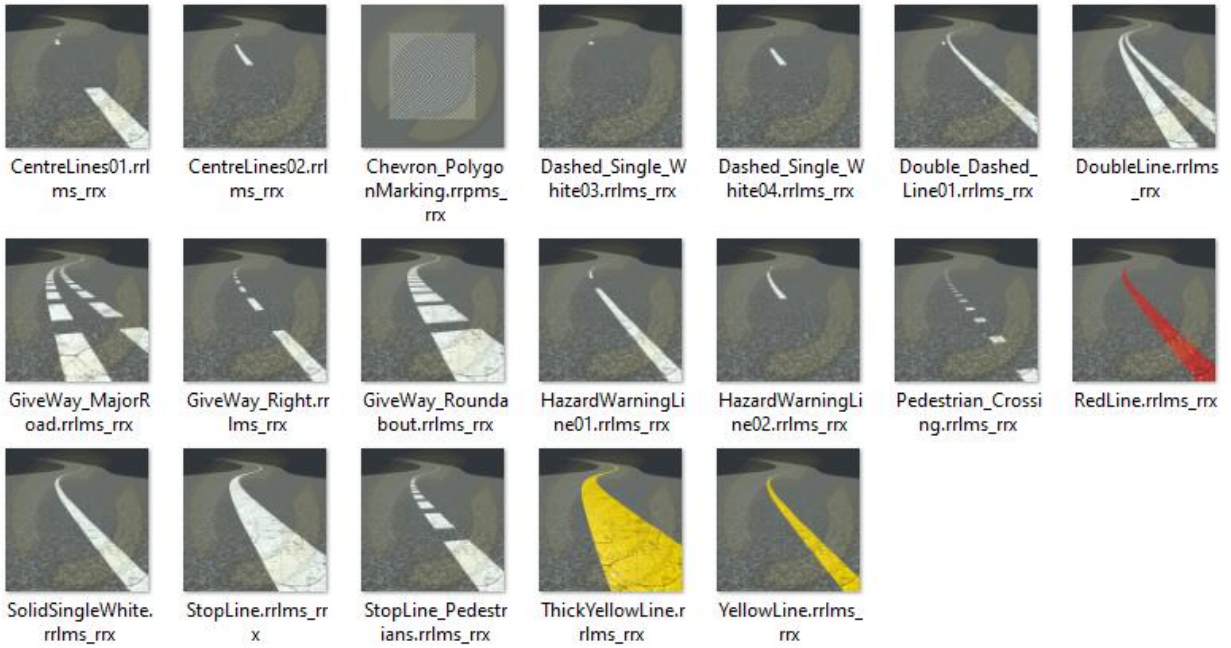 CentreLines01.rrl
ms_rrx
CentreLines02.rrl
ms_rrx
Chevron_Polygo
nMarking.rrpms_
rrx
Dashed_Single_W
hite03.rrlms_rrx
Dashed_Single_W
hite04.rrlms_rrx
Double_Dashed_
Line01.rrlms_rrx
DoubleLine.rrlms
_rrx
GiveWay_MajorR
oad.rrlms_rrx
GiveWay_Right.rr
lms_rrx
GiveWay_Rounda
bout.rrlms_rrx
HazardWarningLi
ne01.rrlms_rrx
HazardWarningLi
ne02.rrlms_rrx
Pedestrian_Crossi
ng.rrlms_rrx
RedLine.rrlms_rrx
SolidSingleWhite.
rrlms_rrx
StopLine.rrlms_rr
x
StopLine_Pedestr
ians.rrlms_rrx
ThickYellowLine.r
rlms_rrx
YellowLine.rrlms_
rrx